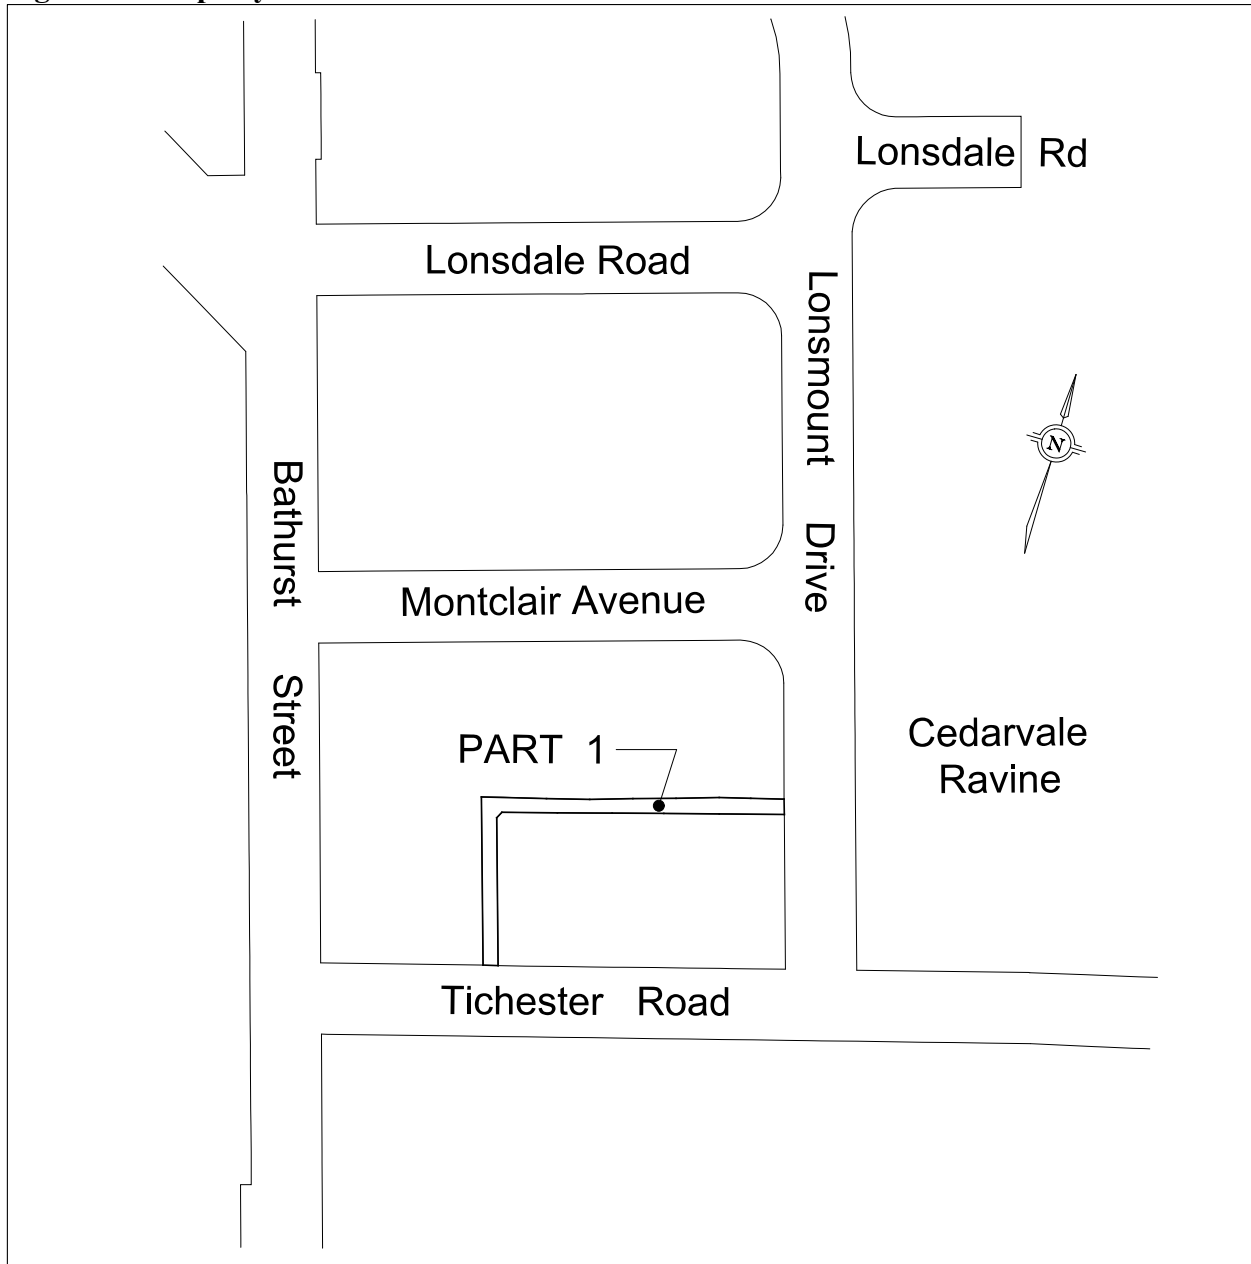 Lonsdale Rd
Lonsdale Road
Lonsmount Drive
N
Bathurst Street
Montclair Avenue
PART 1
Cedarvale
Ravine
Tichester Road